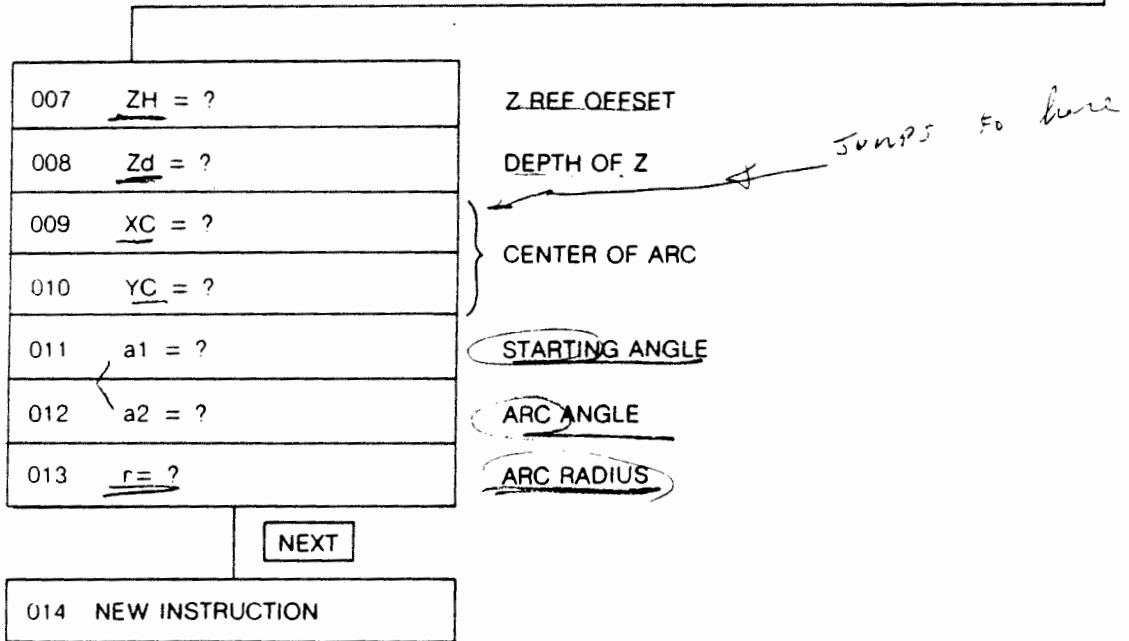 007 ZH = ? Z REF OFFSET
Jumps to here
008 Zd = ? DEPTH OF Z
009 XC = ?
CENTER OF ARC
010 YC = ?
011 a1 = ? STARTING ANGLE
012 a2 = ? ARC ANGLE
013 r = ? ARC RADIUS
NEXT
014 NEW INSTRUCTION